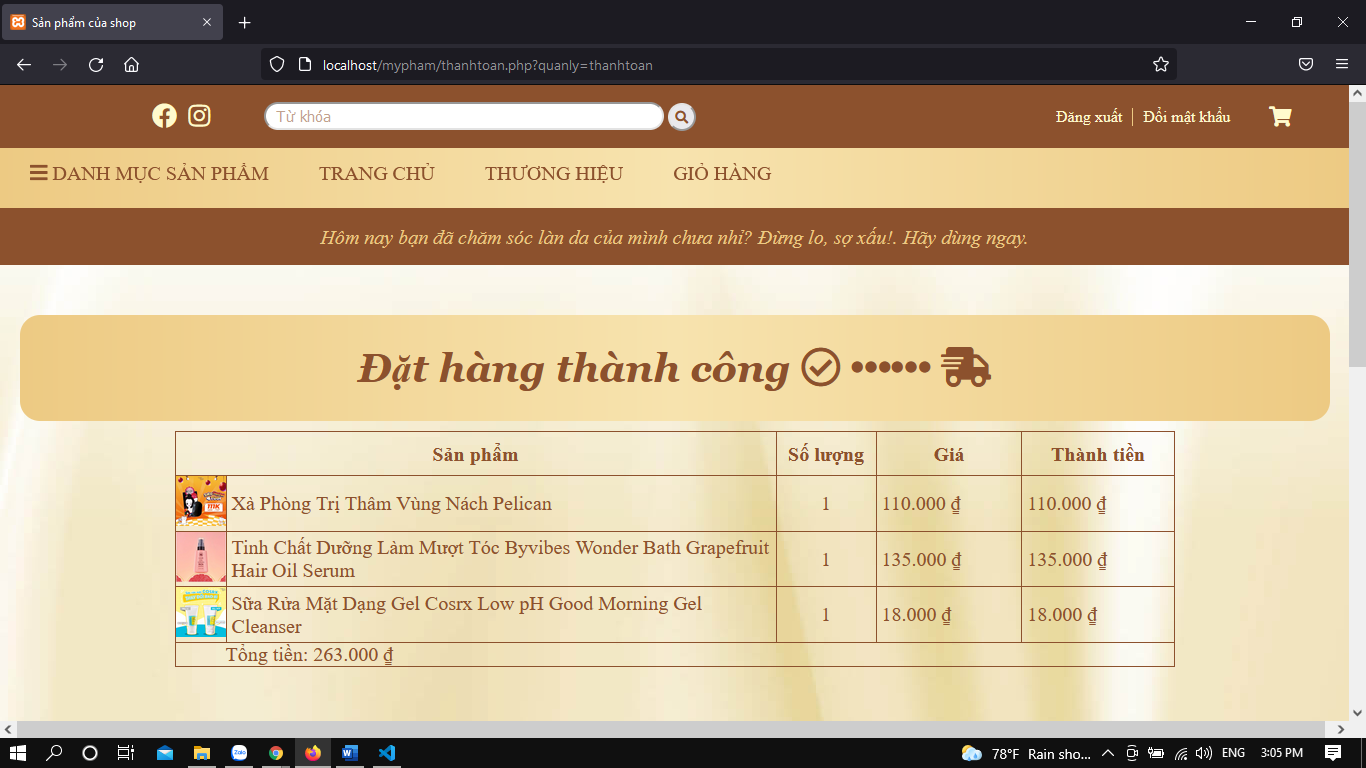 Sản phẩm của shop
localhost/mypham/thanhtoan.php?quanly=thanhtoan
Từ khóa
Đăng xuất
Đổi mật khẩu
DANH MỤC SẢN PHẨM
TRANG CHỦ
THƯƠNG HIỆU
GIỎ HÀNG
Hôm nay bạn đã chăm sóc làn da của mình chưa nhỉ? Đừng lo, sợ xấu!. Hãy dùng ngay.
Đặt hàng thành công
Sản phẩm Số lượng Giá Thành tiền
Xà Phòng Trị Thâm Vùng Nách Pelican 1 110.000 ₫ 110.000 ₫
Tinh Chất Dưỡng Làm Mượt Tóc Byvibes Wonder Bath Grapefruit
Hair Oil Serum 1 135.000 ₫ 135.000 ₫
Sữa Rửa Mặt Dạng Gel Cosrx Low pH Good Morning Gel
Cleanser 1 18.000 ₫ 18.000 ₫
Tổng tiền: 263.000 ₫
Zalo
78°F Rain sho...
ENG
3:05 PM